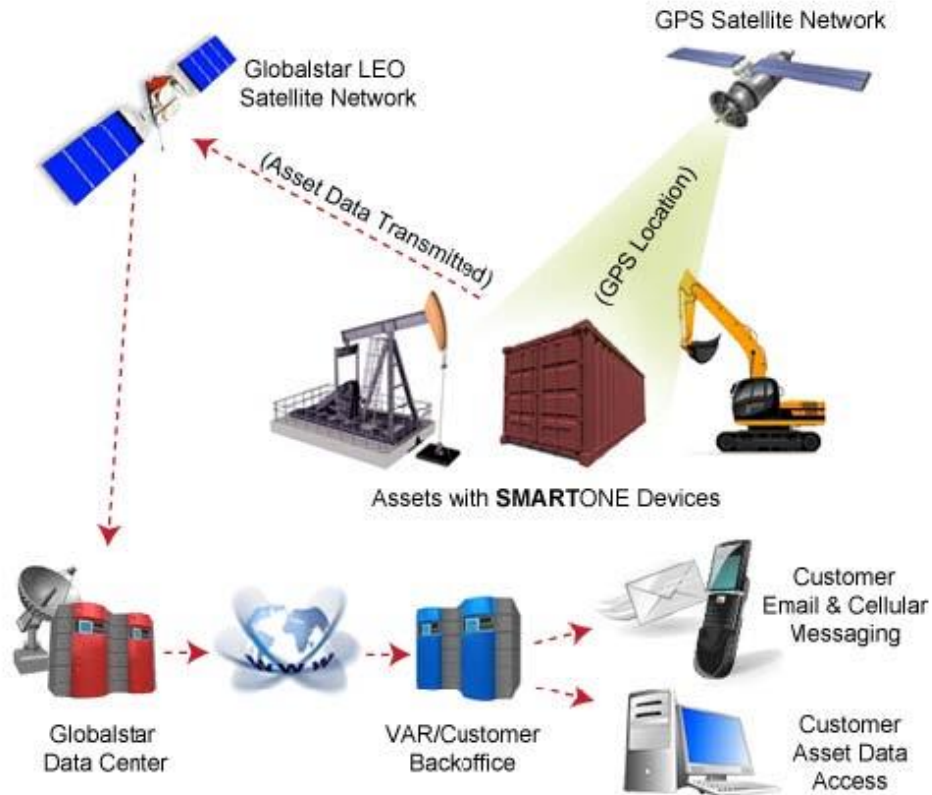 GPS Satellite Network
Globalstar LEO
Satellite Network
(Asset Data Transmitted)
(GPS Location)
Assets with SMARTONE Devices
Customer
Email & Cellular
Messaging
WWW
Globalstar
Data Center
VAR/Customer
Backoffice
Customer
Asset Data
Access